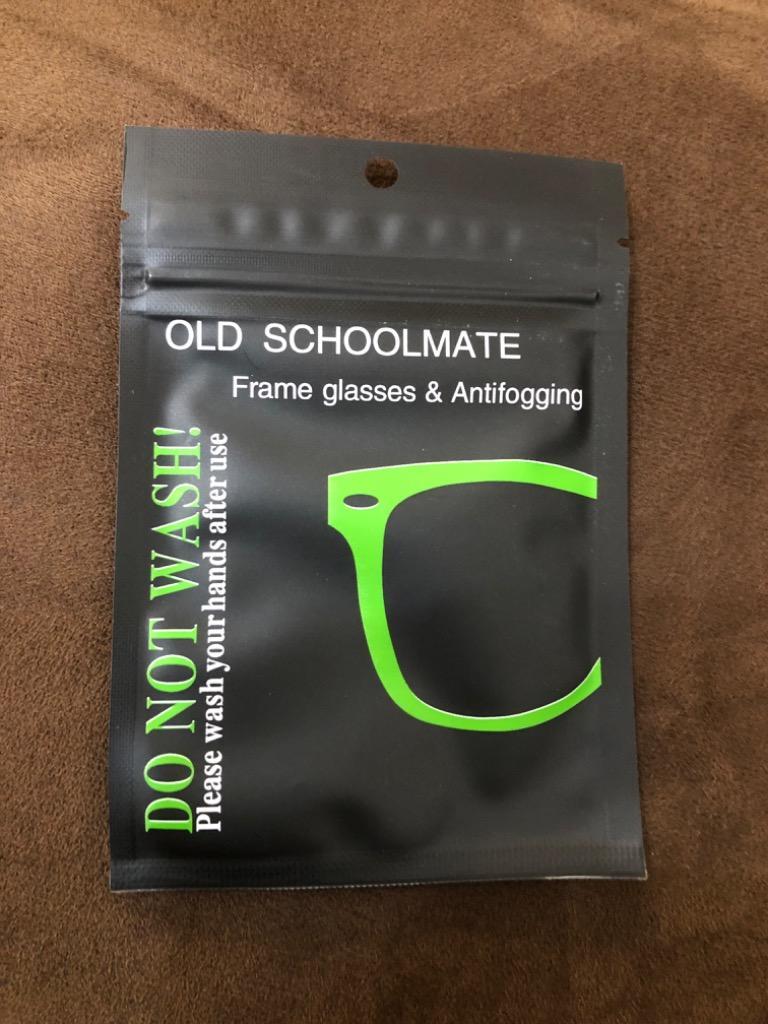 OLD SCHOOLMATE
Frame glasses & Antifogging
DO NOT WASH!
Please wash your hands after use